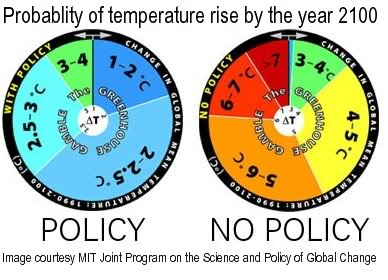 Probablity of temperature rise by the year 2100
WITH POLICY
CHANGE IN GLOBAL MEAN TEMPERATURE: 1990-2100 (°C)
3-4
1-2°C
2-2.5°C
2.5-3°C
The GREENHOUSE GAMBLE
ΔT
NO POLICY
CHANGE IN GLOBAL MEAN TEMPERATURE: 1990-2100 (°C)
>7
3-4°C
4-5°C
5-6°C
6-7°C
The GREENHOUSE GAMBLE
ΔT
POLICY
NO POLICY
Image courtesy MIT Joint Program on the Science and Policy of Global Change